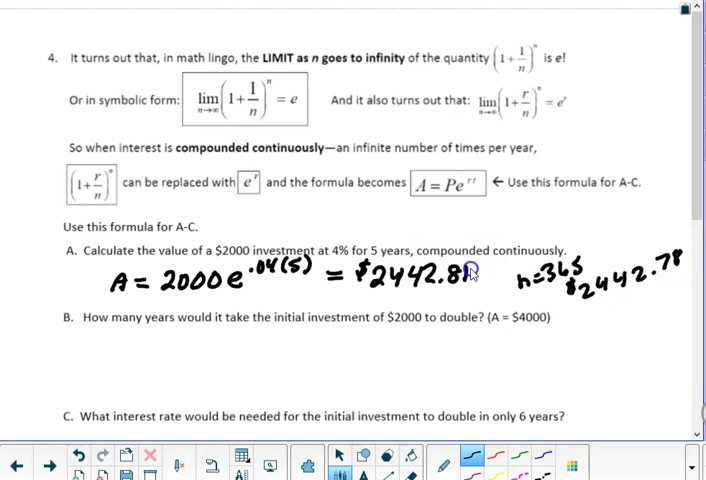 4. It turns out that, in math lingo, the LIMIT as n goes to infinity of the quantity (1+1/n)^n is e!
Or in symbolic form: lim n→∞ (1+1/n)^n = e And it also turns out that: lim n→∞ (1+r/n)^n = e^r
So when interest is compounded continuously—an infinite number of times per year,
(1+r/n)^n can be replaced with e^r and the formula becomes A = Pe^rt ← Use this formula for A-C.
Use this formula for A-C.
A. Calculate the value of a $2000 investment at 4% for 5 years, compounded continuously.
A = 2000e^.04(5) = $2442.8 n=365 $2442.78
B. How many years would it take the initial investment of $2000 to double? (A = $4000)
C. What interest rate would be needed for the initial investment to double in only 6 years?